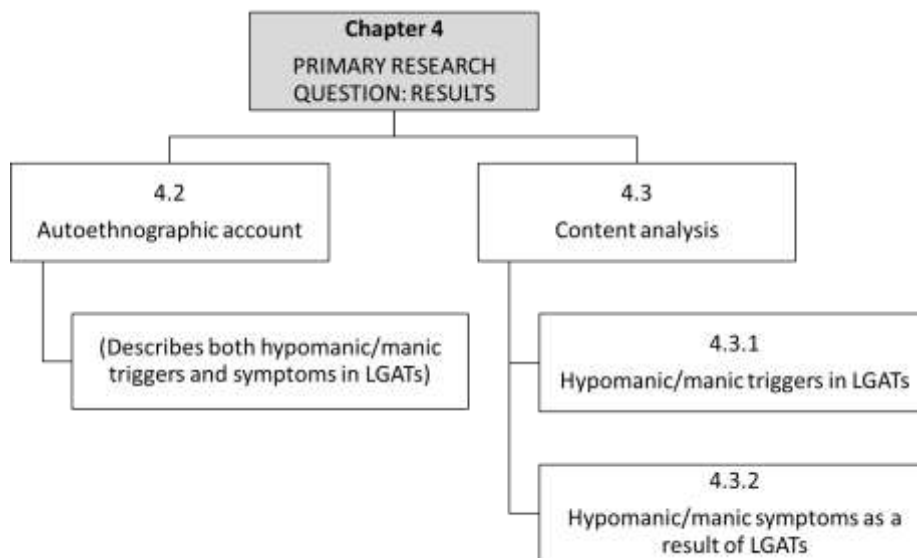 Chapter 4
PRIMARY RESEARCH
QUESTION: RESULTS
4.2
Autoethnographic account
(Describes both hypomanic/manic
triggers and symptoms in LGATs)
4.3
Content analysis
4.3.1
Hypomanic/manic triggers in LGATs
4.3.2
Hypomanic/manic symptoms as a
result of LGATs